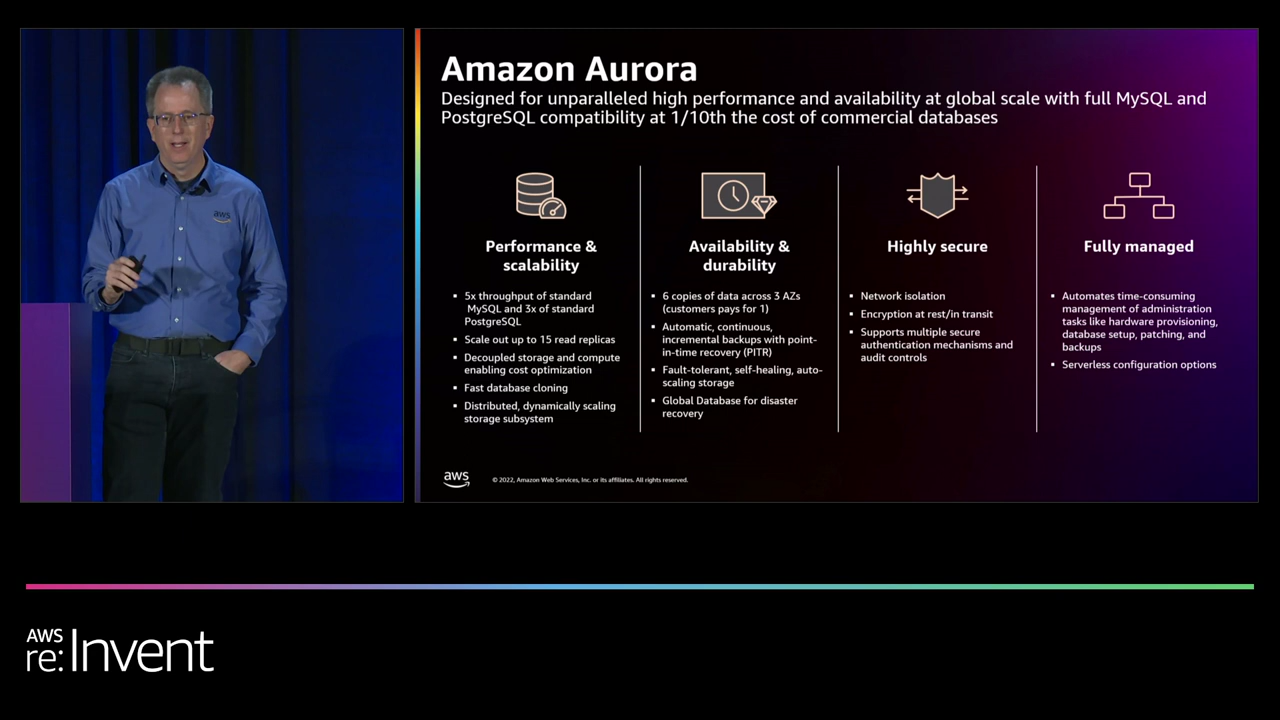 aws
Amazon Aurora
Designed for unparalleled high performance and availability at global scale with full MySQL and
PostgreSQL compatibility at 1/10th the cost of commercial databases
Performance &
scalability
▪ 5x throughput of standard
MySQL and 3x of standard
PostgreSQL
▪ Scale out up to 15 read replicas
▪ Decoupled storage and compute
enabling cost optimization
▪ Fast database cloning
▪ Distributed, dynamically scaling
storage subsystem
Availability &
durability
▪ 6 copies of data across 3 AZs
(customers pays for 1)
▪ Automatic, continuous,
incremental backups with point-
in-time recovery (PITR)
▪ Fault-tolerant, self-healing, auto-
scaling storage
▪ Global Database for disaster
recovery
Highly secure
▪ Network isolation
▪ Encryption at rest/in transit
▪ Supports multiple secure
authentication mechanisms and
audit controls
Fully managed
▪ Automates time-consuming
management of administration
tasks like hardware provisioning,
database setup, patching, and
backups
▪ Serverless configuration options
aws
© 2022, Amazon Web Services, Inc. or its affiliates. All rights reserved.
AWS
re:Invent